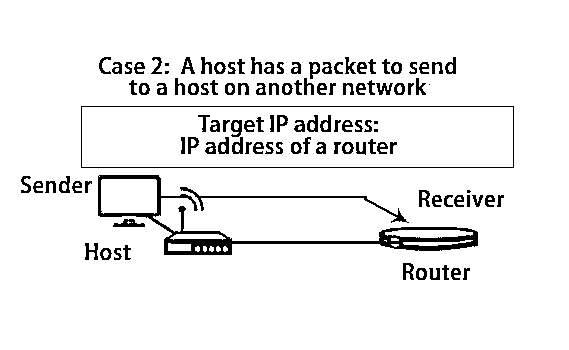 Case 2: A host has a packet to send
to a host on another network
Target IP address:
IP address of a router
Sender
Receiver
Host
Router